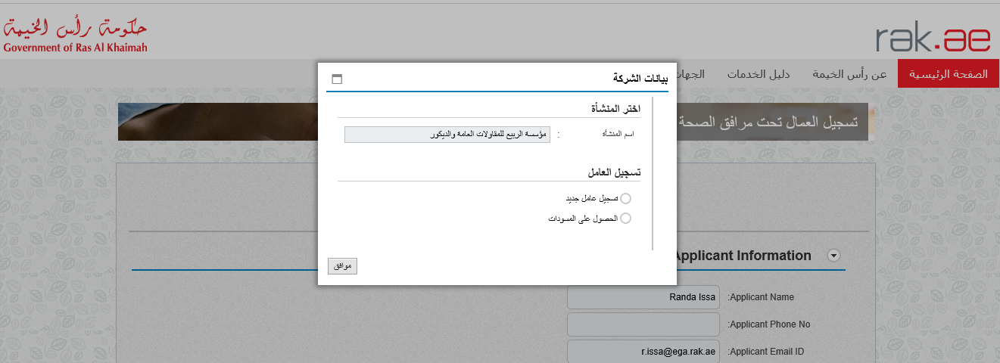 حكومة رأس الخيمة
Government of Ras Al Khaimah
rak.ae
الصفحة الرئيسية
عن رأس الخيمة
دليل الخدمات
تسجيل العمال تحت مرافق الصحة
بيانات الشركة
اختر المنشأة
اسم المنشأة : مؤسسة الربيع للمقاولات العامة والديكور
تسجيل العامل
تسجيل عامل جديد
الحصول على المسودات
موافق
Applicant Information
:Applicant Name Randa Issa
:Applicant Phone No
:Applicant Email ID r.issa@ega.rak.ae